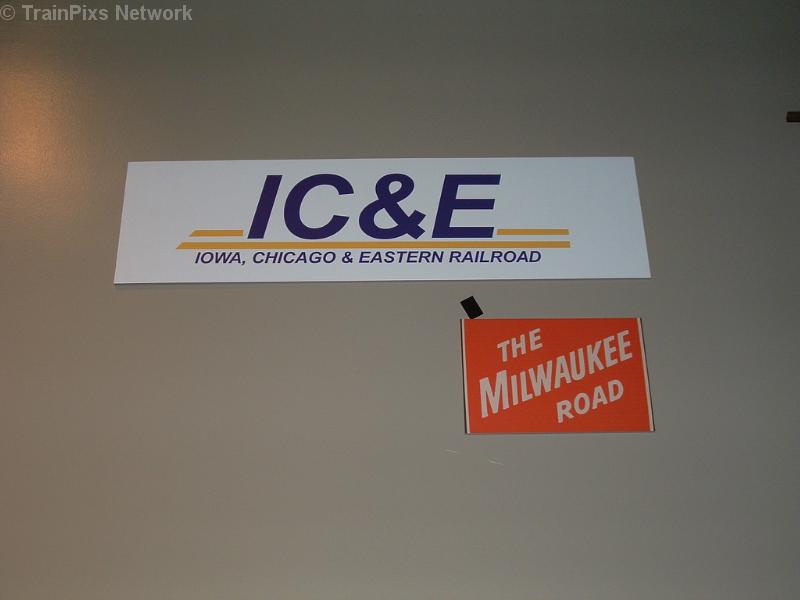 © TrainPixs Network
IC&E
IOWA, CHICAGO & EASTERN RAILROAD
THE
MILWAUKEE
ROAD